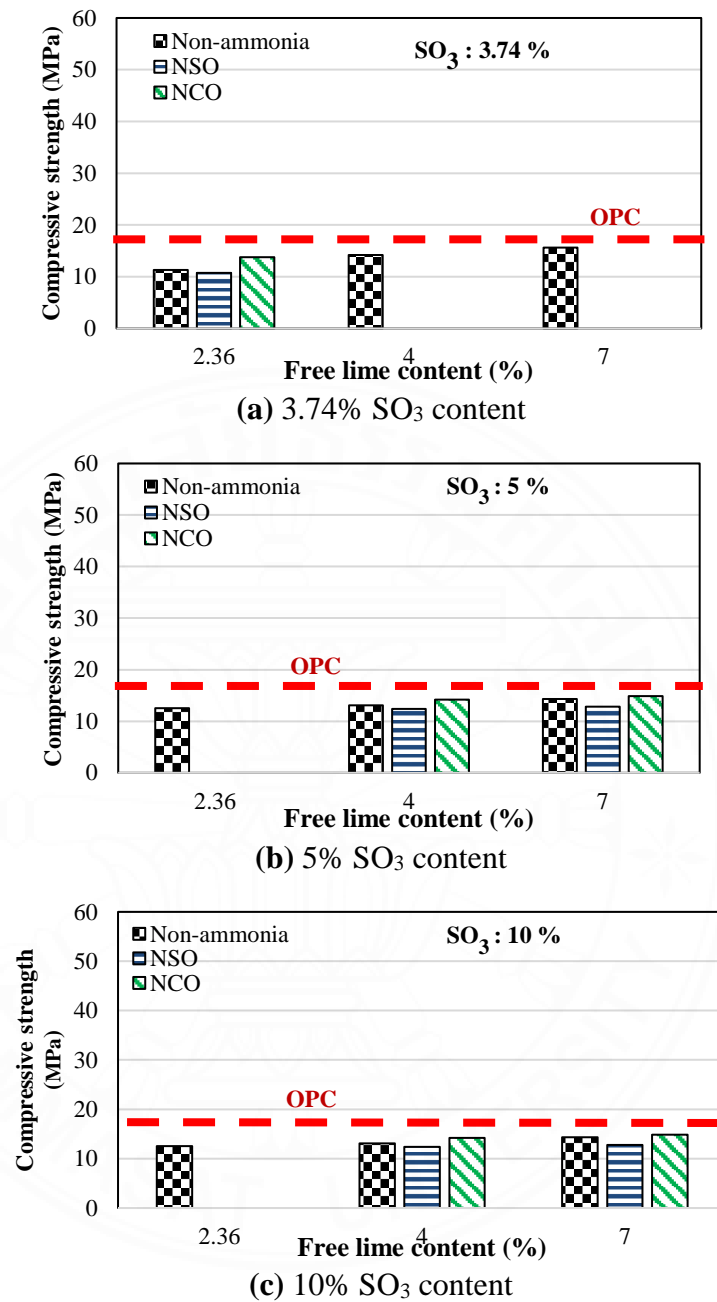 60
50
40
30
20
10
0
Compressive strength (MPa)
Non-ammonia
NSO
NCO
SO3 : 3.74 %
OPC
2.36 4 7
Free lime content (%)
(a) 3.74% SO3 content
60
50
40
30
20
10
0
Compressive strength (MPa)
Non-ammonia
NSO
NCO
SO3 : 5 %
OPC
2.36 4 7
Free lime content (%)
(b) 5% SO3 content
60
50
40
30
20
10
0
Compressive strength
(MPa)
Non-ammonia
NSO
NCO
SO3 : 10 %
OPC
2.36 4 7
Free lime content (%)
(c) 10% SO3 content